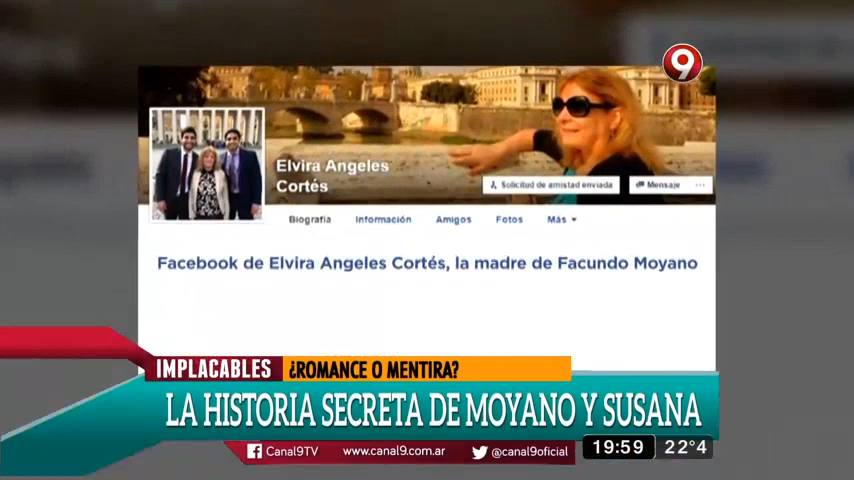 9
Elvira Angeles
Cortés
Solicitud de amistad enviada
Mensaje
Biografía
Información
Amigos
Fotos
Más
Facebook de Elvira Angeles Cortés, la madre de Facundo Moyano
IMPLACABLES
¿ROMANCE O MENTIRA?
LA HISTORIA SECRETA DE MOYANO Y SUSANA
Canal9TV
www.canal9.com.ar
@canal9oficial
19:59
22°4